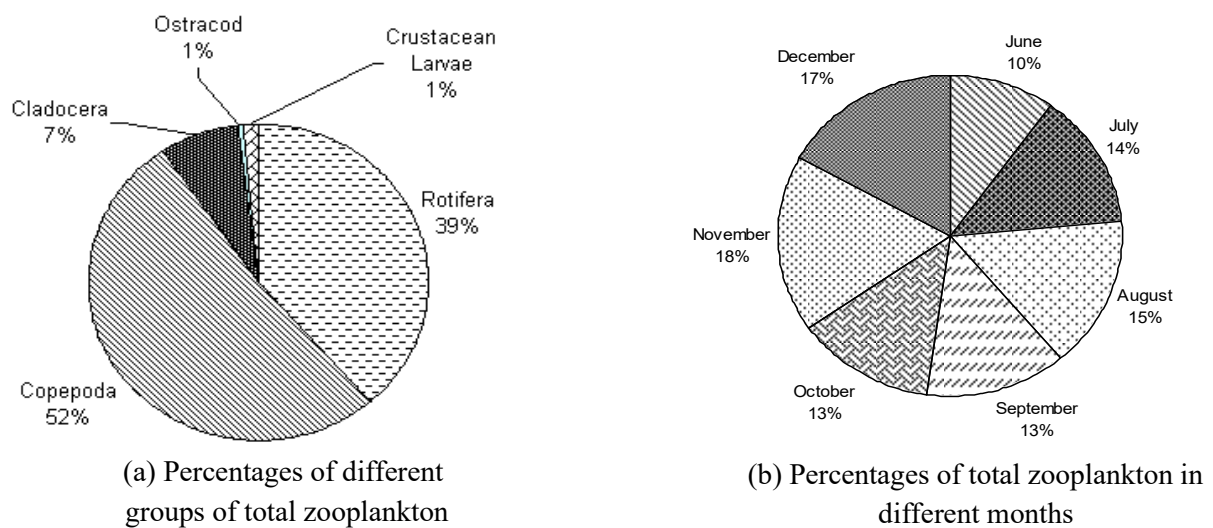 Ostracod
1%
Crustacean
Larvae
1%
Cladocera
7%
Rotifera
39%
Copepoda
52%
(a) Percentages of different
groups of total zooplankton
December
17%
June
10%
July
14%
November
18%
August
15%
October
13%
September
13%
(b) Percentages of total zooplankton in
different months